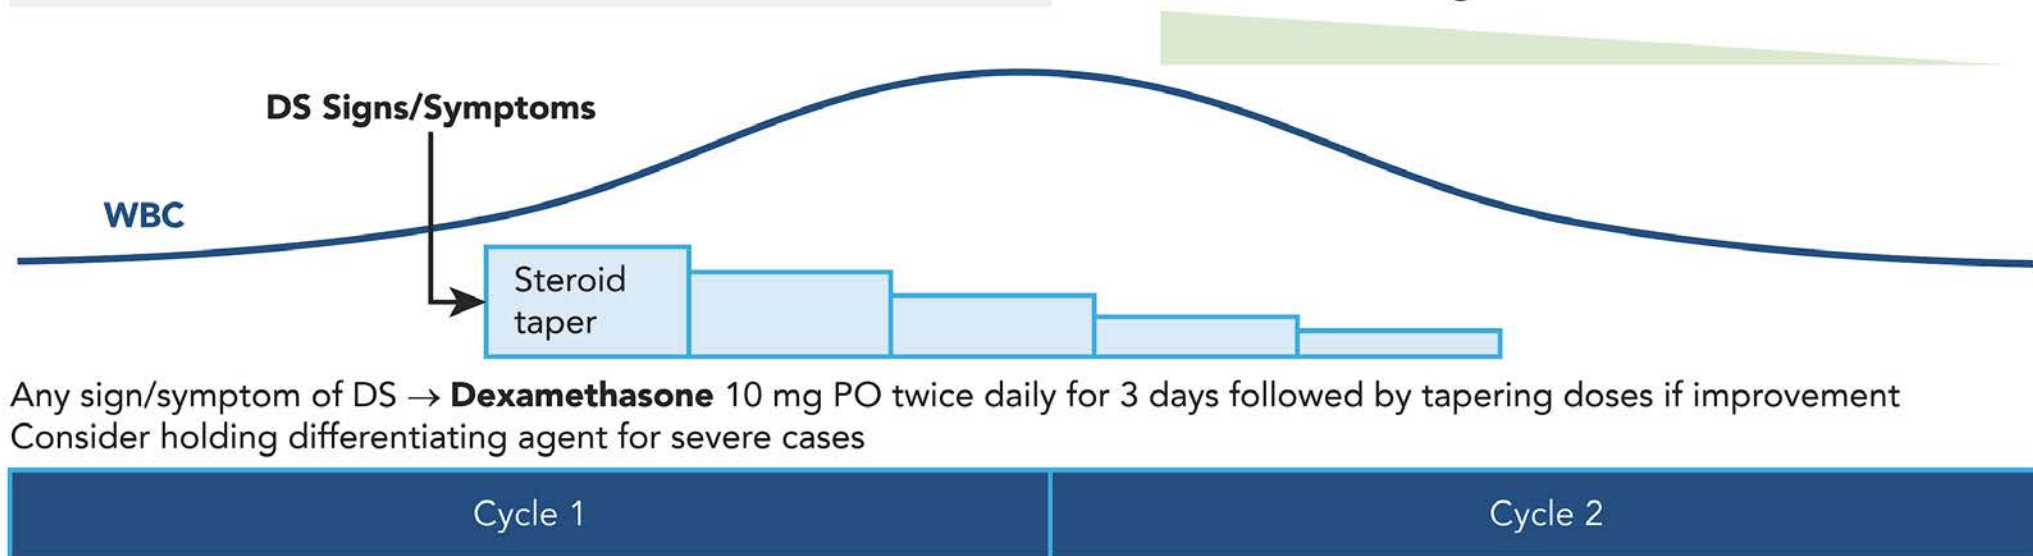 DS Signs/Symptoms
WBC
Steroid
taper
Any sign/symptom of DS → Dexamethasone 10 mg PO twice daily for 3 days followed by tapering doses if improvement
Consider holding differentiating agent for severe cases
Cycle 1
Cycle 2